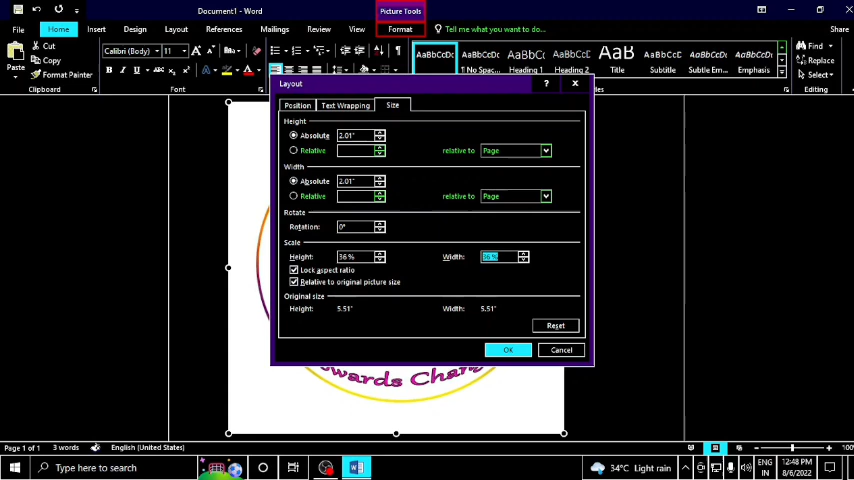 Document1 - Word
Picture Tools
File Home Insert Design Layout References Mailings Review View Format Tell me what you want to do... Share
Cut
Copy
Format Painter
Paste
Clipboard
Calibri (Body) 11
Font
AaBbCcDc AaBbCcDc AaBbCc AaBbCcC AaB AaBbCcC AaBbCcDc
¶ No Spac... Heading 1 Heading 2 Title Subtitle Subtle Em...
Find
Replace
Select
Editing
Layout
Position Text Wrapping Size
Height
Absolute 2.01"
Relative relative to Page
Width
Absolute 2.01"
Relative relative to Page
Rotate
Rotation: 0°
Scale
Height: 36 % Width: 36 %
Lock aspect ratio
Relative to original picture size
Original size
Height: 5.51" Width: 5.51"
Reset
OK Cancel
Page 1 of 1 3 words English (United States)
Type here to search
34°C Light rain
ENG
IN
12:48 PM
8/6/2022